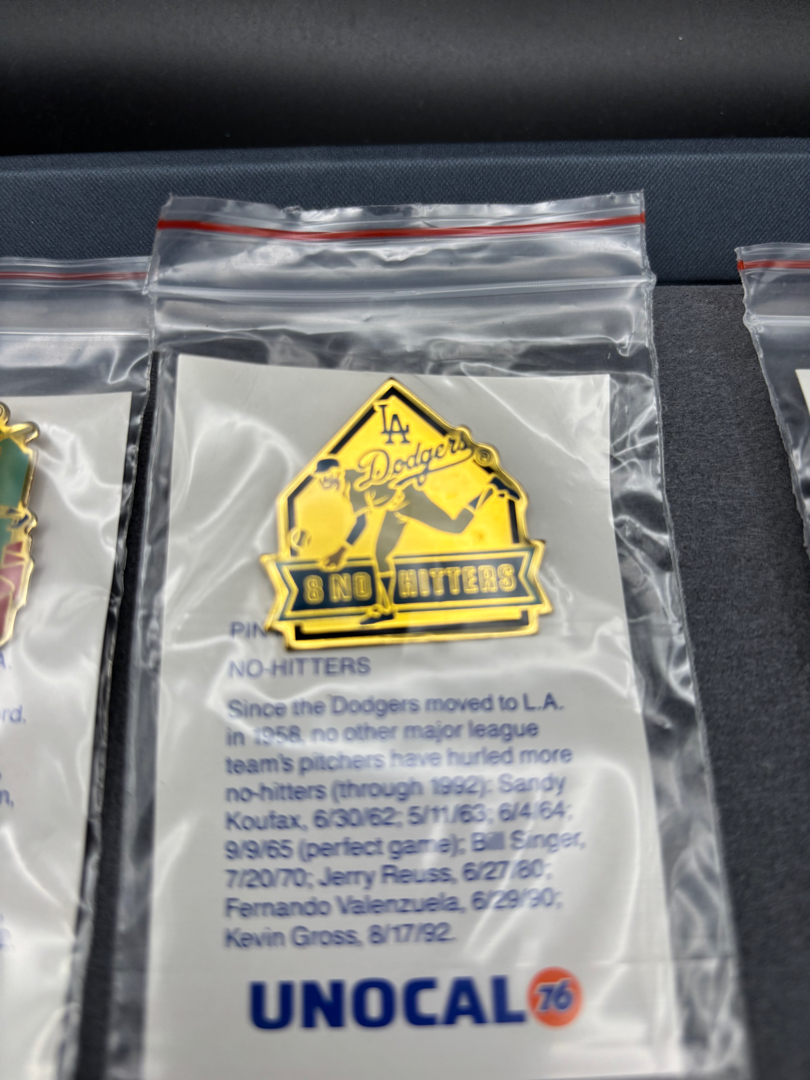 LA
Dodgers®
8 NO HITTERS
PIN
NO-HITTERS
Since the Dodgers moved to L.A.
in 1958, no other major league
team's pitchers have hurled more
no-hitters (through 1992): Sandy
Koufax, 6/30/62; 5/11/63; 6/4/64;
9/9/65 (perfect game); Bill Singer,
7/20/70; Jerry Reuss, 6/27/80;
Fernando Valenzuela, 6/29/90;
Kevin Gross, 8/17/92.
UNOCAL 76